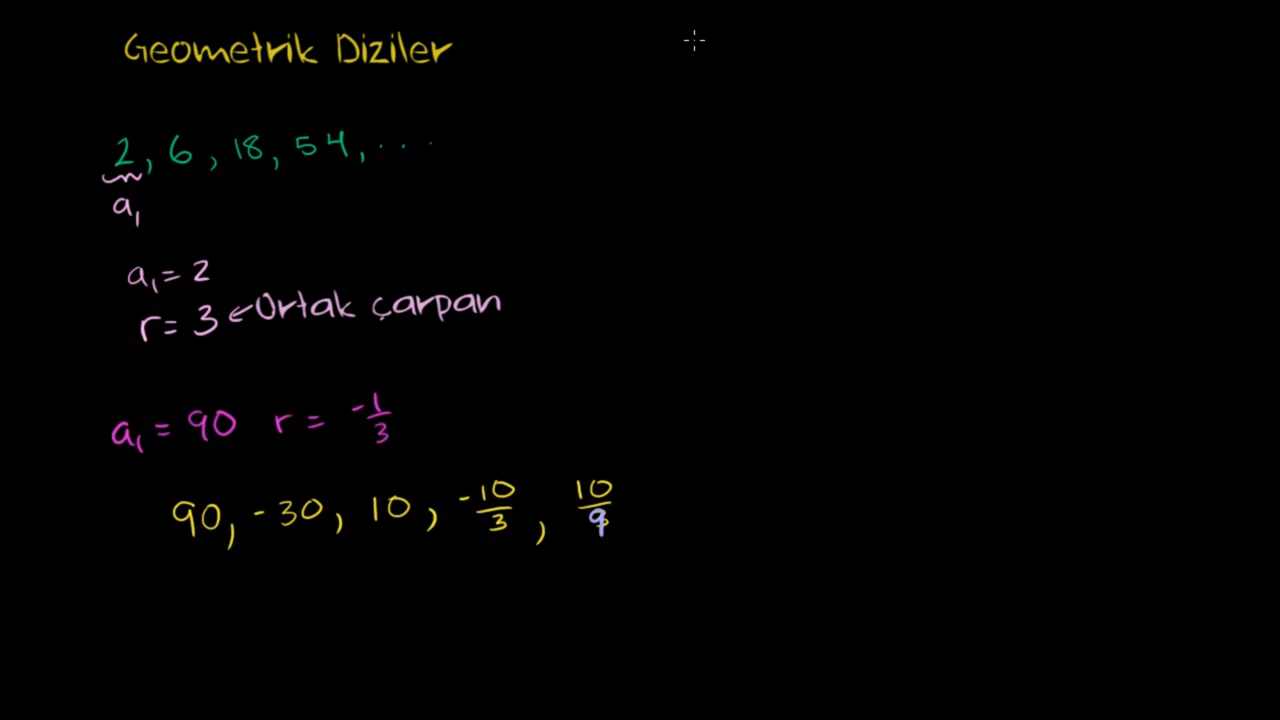 Geometrik Diziler
2, 6, 18, 54, ...
a₁
a₁ = 2
r = 3 ← Ortak çarpan
a₁ = 90 r = -1/3
90, -30, 10, -10/3, 10/9